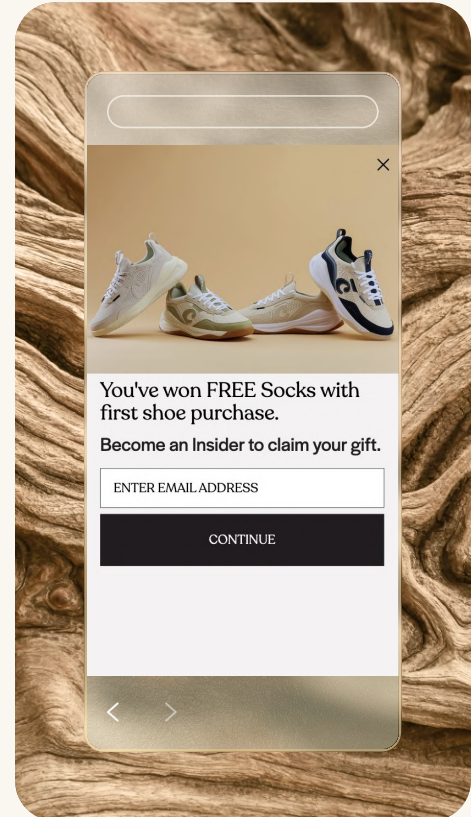 You've won FREE Socks with
first shoe purchase.
Become an Insider to claim your gift.
ENTER EMAIL ADDRESS
CONTINUE